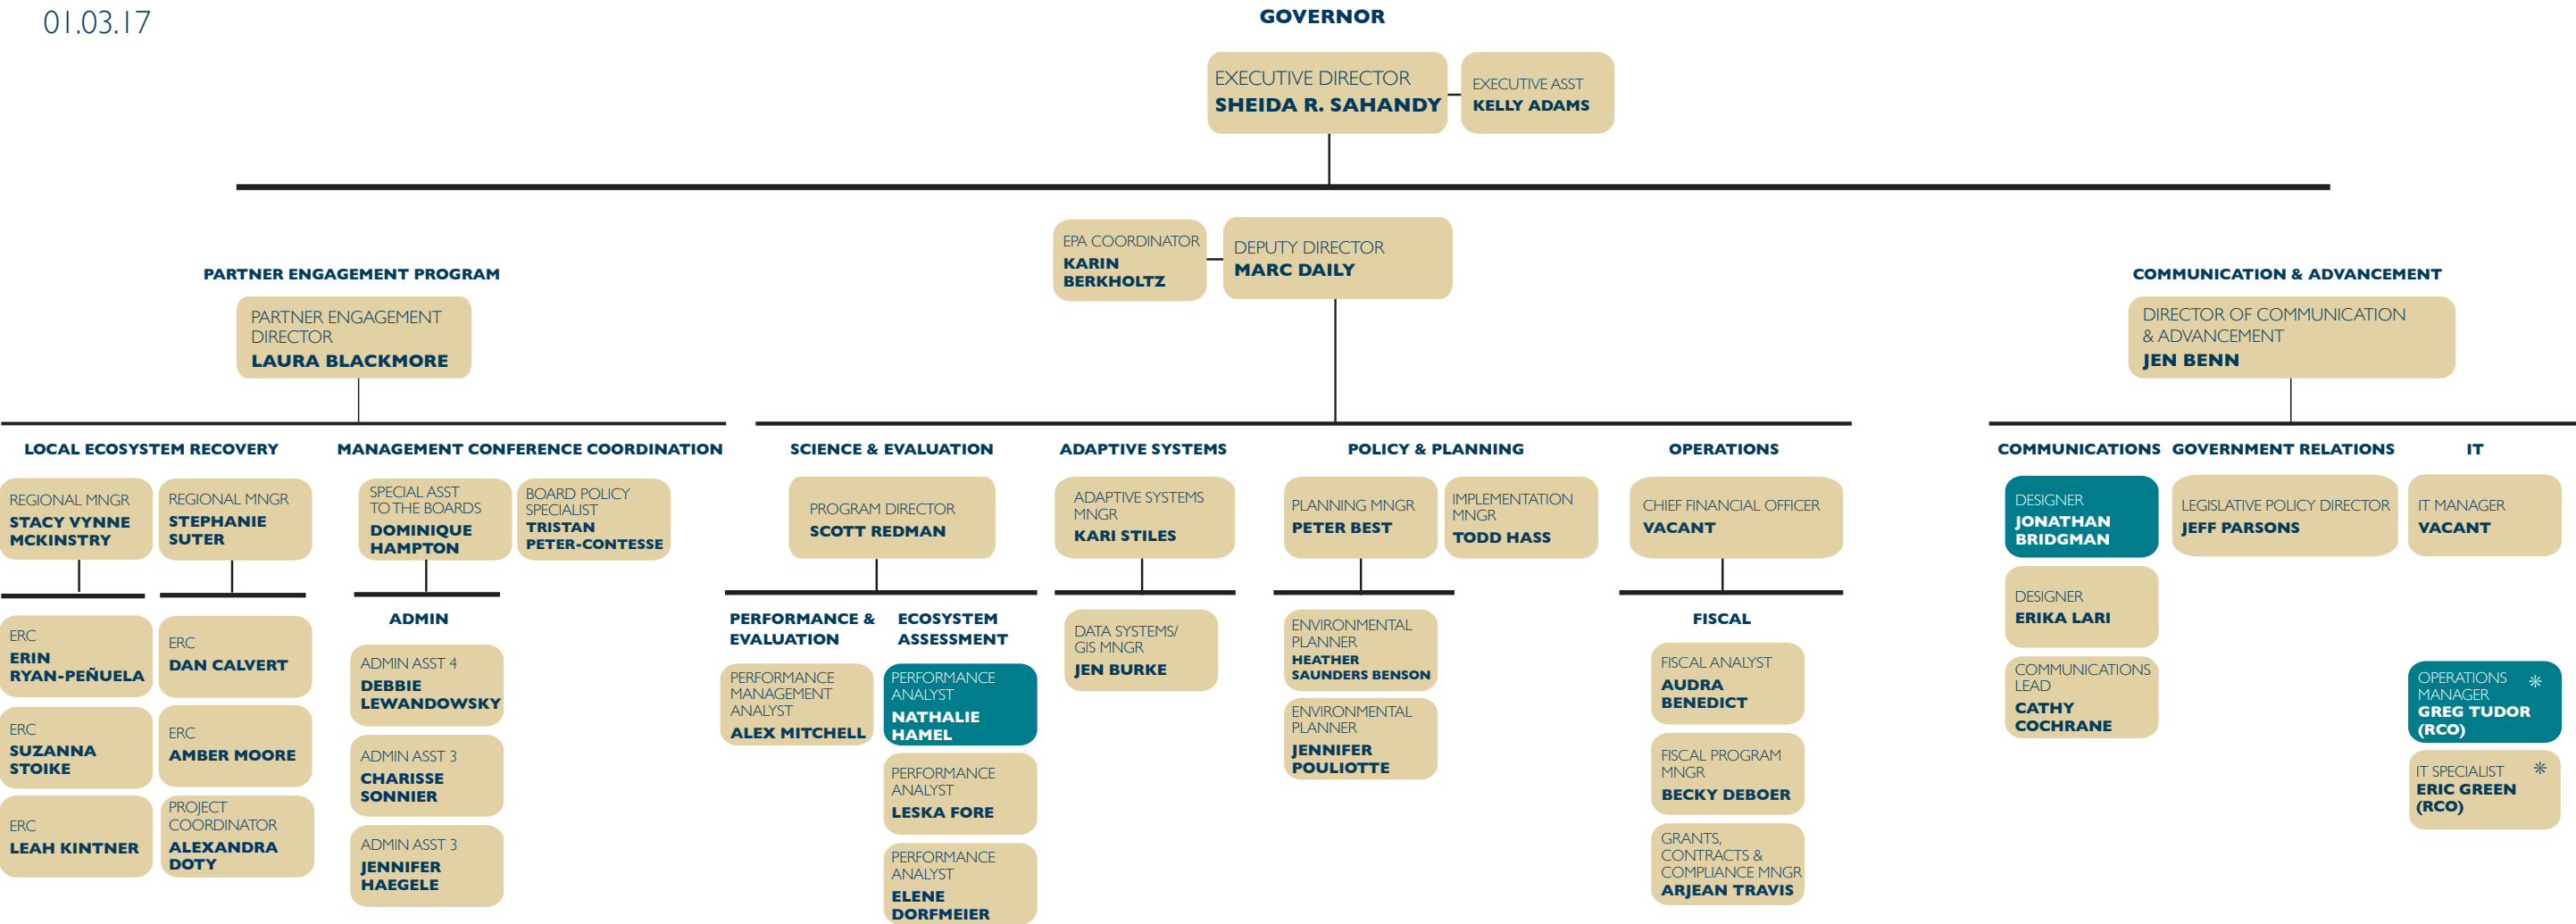 01.03.17
GOVERNOR
EXECUTIVE DIRECTOR
SHEIDA R. SAHANDY
EXECUTIVE ASST
KELLY ADAMS
EPA COORDINATOR
KARIN
BERKHOLTZ
DEPUTY DIRECTOR
MARC DAILY
PARTNER ENGAGEMENT PROGRAM
PARTNER ENGAGEMENT
DIRECTOR
LAURA BLACKMORE
COMMUNICATION & ADVANCEMENT
DIRECTOR OF COMMUNICATION
& ADVANCEMENT
JEN BENN
LOCAL ECOSYSTEM RECOVERY
REGIONAL MNGR
STACY VYNNE
MCKINSTRY
ERC
ERIN
RYAN-PEÑUELA
ERC
SUZANNA
STOIKE
ERC
LEAH KINTNER
REGIONAL MNGR
STEPHANIE
SUTER
ERC
DAN CALVERT
ERC
AMBER MOORE
PROJECT
COORDINATOR
ALEXANDRA
DOTY
MANAGEMENT CONFERENCE COORDINATION
SPECIAL ASST
TO THE BOARDS
DOMINIQUE
HAMPTON
BOARD POLICY
SPECIALIST
TRISTAN
PETER-CONTESSE
ADMIN
ADMIN ASST 4
DEBBIE
LEWANDOWSKY
ADMIN ASST 3
CHARISSE
SONNIER
ADMIN ASST 3
JENNIFER
HAEGELE
SCIENCE & EVALUATION
PROGRAM DIRECTOR
SCOTT REDMAN
PERFORMANCE &
EVALUATION
PERFORMANCE
MANAGEMENT
ANALYST
ALEX MITCHELL
ECOSYSTEM
ASSESSMENT
PERFORMANCE
ANALYST
NATHALIE
HAMEL
PERFORMANCE
ANALYST
LESKA FORE
PERFORMANCE
ANALYST
ELENE
DORFMEIER
ADAPTIVE SYSTEMS
ADAPTIVE SYSTEMS
MNGR
KARI STILES
DATA SYSTEMS/
GIS MNGR
JEN BURKE
POLICY & PLANNING
PLANNING MNGR
PETER BEST
IMPLEMENTATION
MNGR
TODD HASS
ENVIRONMENTAL
PLANNER
HEATHER
SAUNDERS BENSON
ENVIRONMENTAL
PLANNER
JENNIFER
POULIOTTE
OPERATIONS
CHIEF FINANCIAL OFFICER
VACANT
FISCAL
FISCAL ANALYST
AUDRA
BENEDICT
FISCAL PROGRAM
MNGR
BECKY DEBOER
GRANTS,
CONTRACTS &
COMPLIANCE MNGR
ARJEAN TRAVIS
COMMUNICATIONS
DESIGNER
JONATHAN
BRIDGMAN
DESIGNER
ERIKA LARI
COMMUNICATIONS
LEAD
CATHY
COCHRANE
GOVERNMENT RELATIONS
LEGISLATIVE POLICY DIRECTOR
JEFF PARSONS
IT
IT MANAGER
VACANT
OPERATIONS *
MANAGER
GREG TUDOR
(RCO)
IT SPECIALIST *
ERIC GREEN
(RCO)